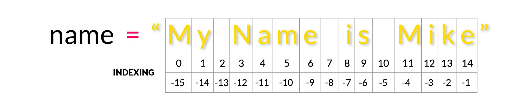 name = “My Name is Mike”
0 1 2 3 4 5 6 7 8 9 10 11 12 13 14
INDEXING
-15 -14 -13 -12 -11 -10 -9 -8 -7 -6 -5 -4 -3 -2 -1